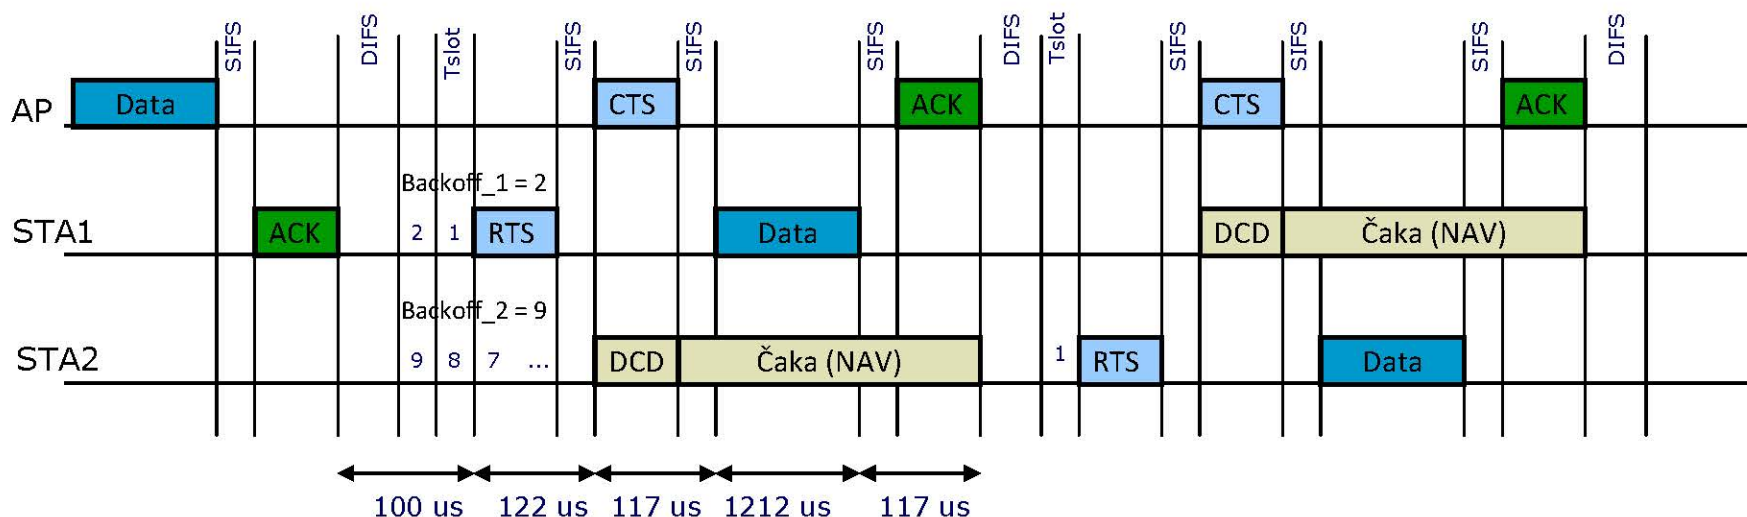 SIFS DIFS Tslot SIFS SIFS SIFS DIFS Tslot SIFS SIFS SIFS DIFS
AP Data CTS ACK CTS ACK
Backoff_1 = 2
STA1 ACK 2 1 RTS Data DCD Čaka (NAV)
Backoff_2 = 9
STA2 9 8 7 ... DCD Čaka (NAV) 1 RTS Data
100 us 122 us 117 us 1212 us 117 us